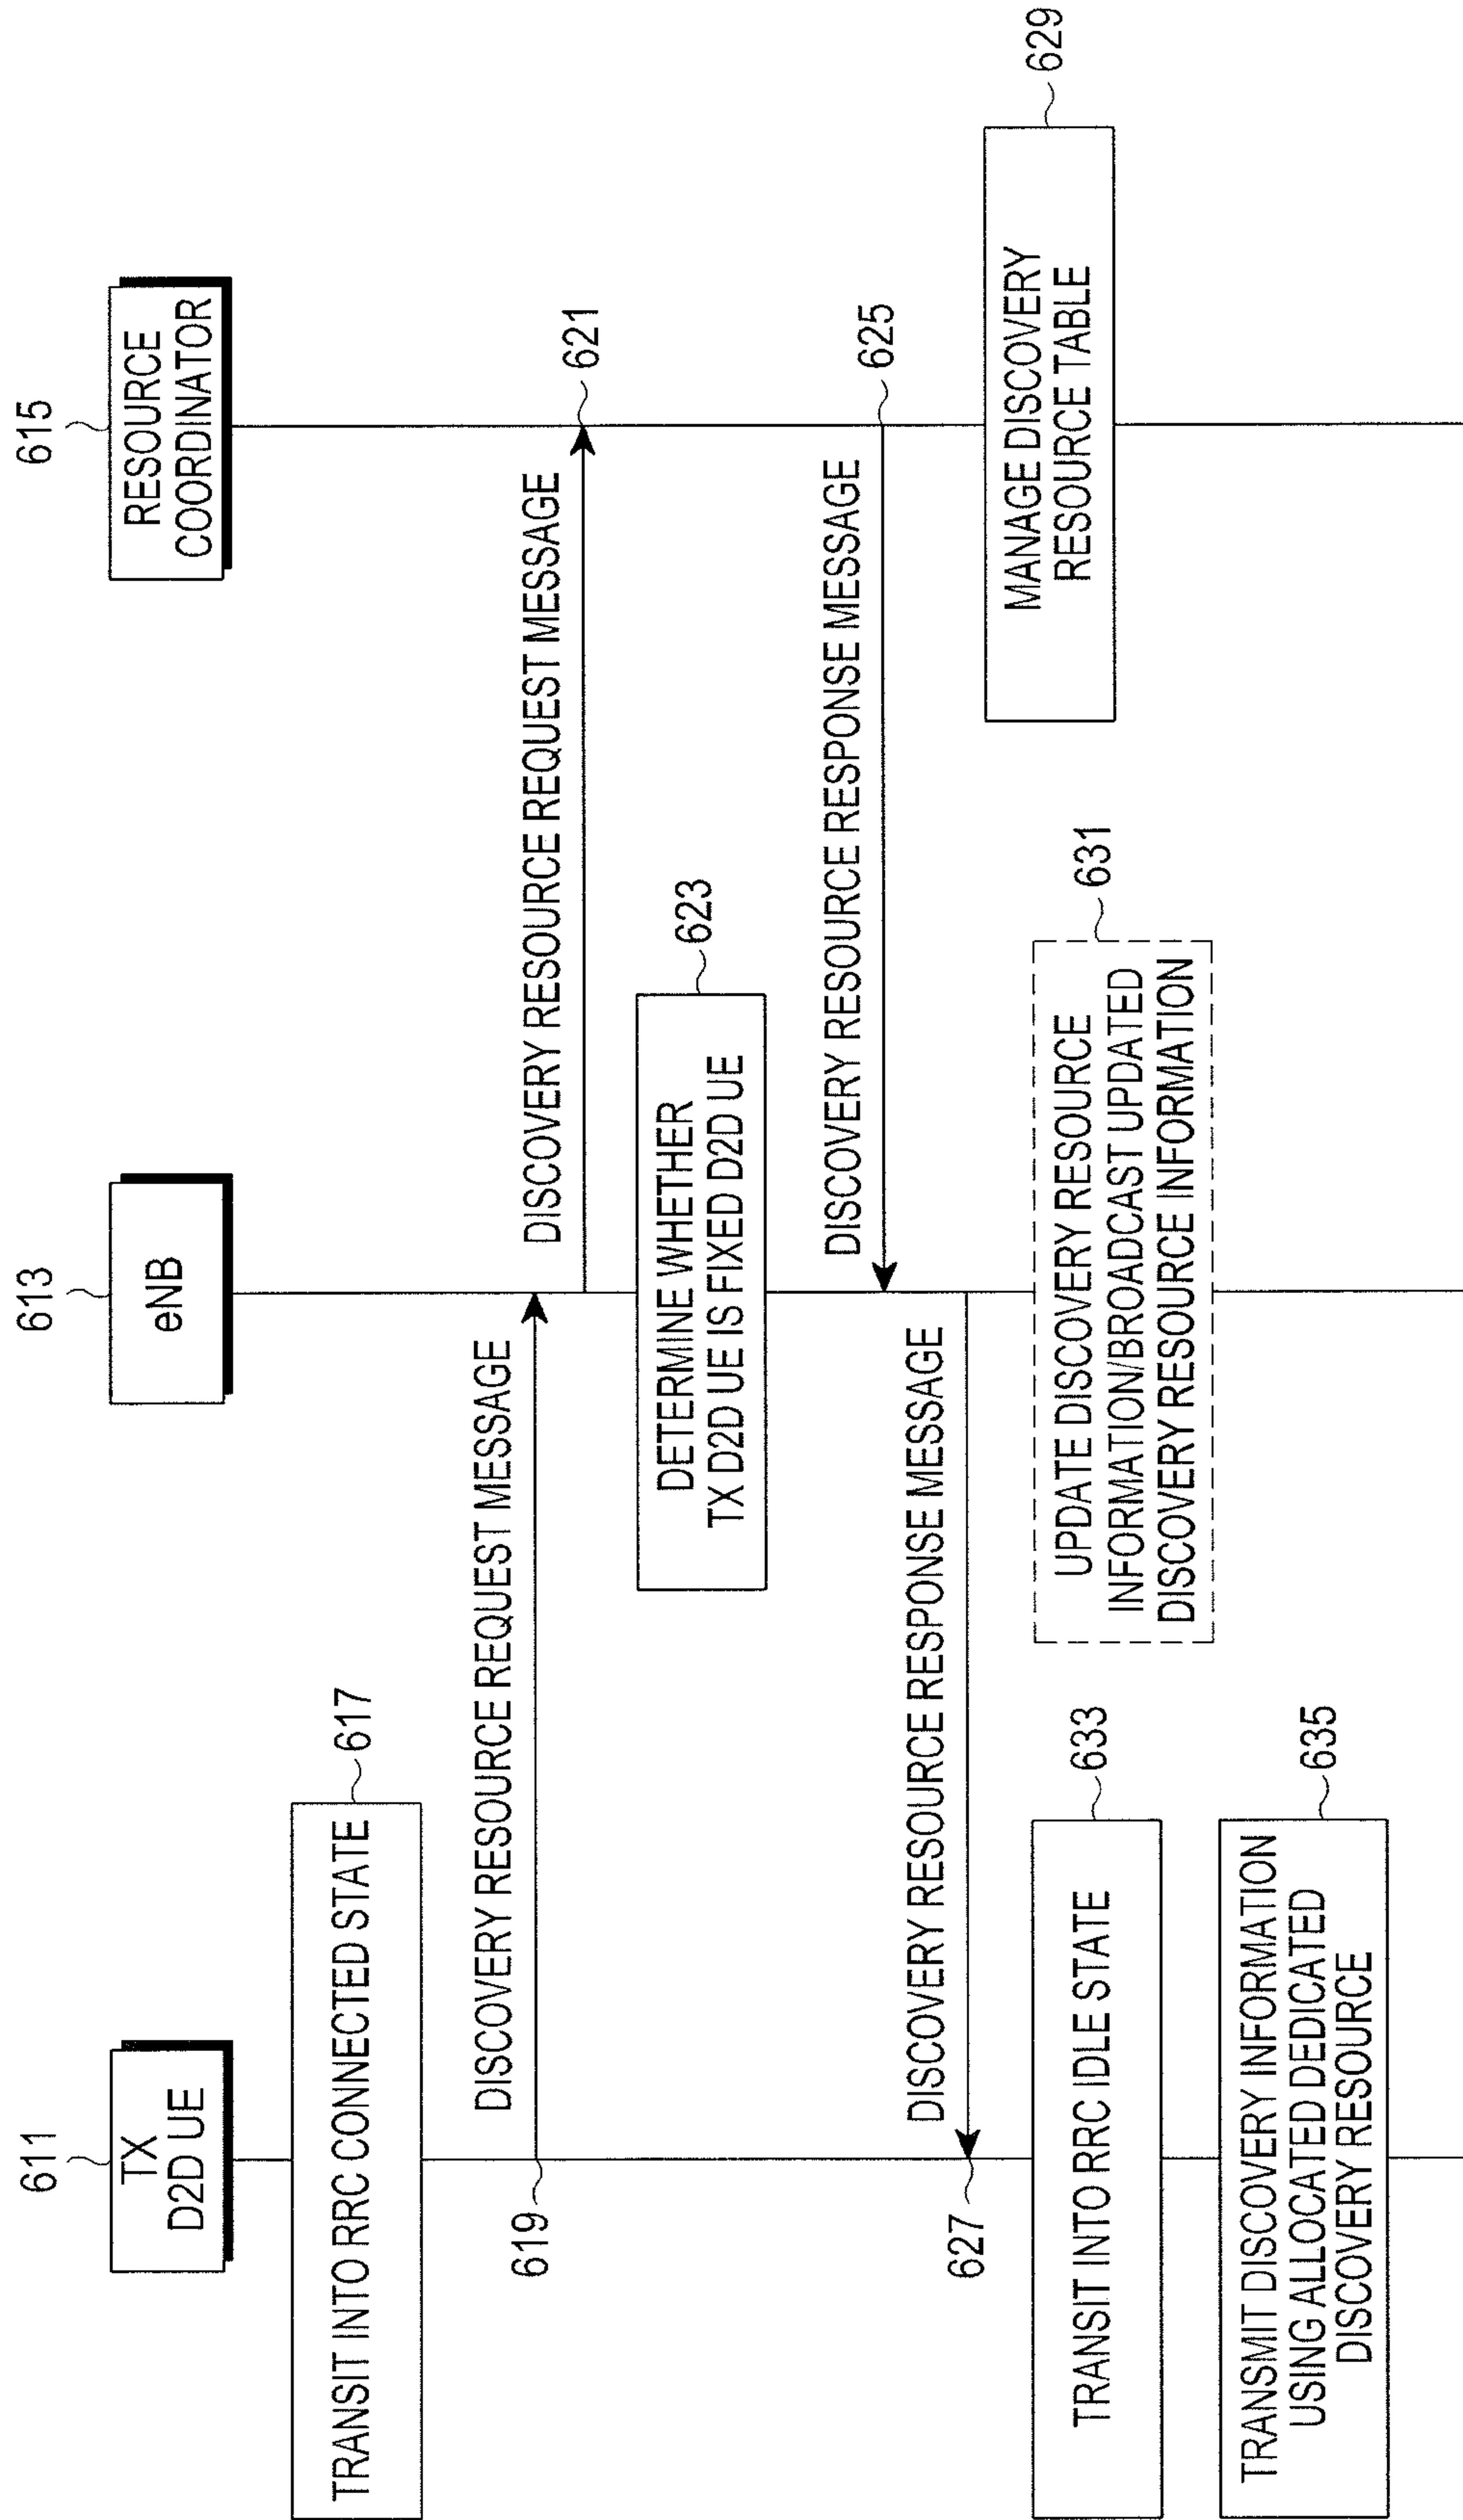 611
TX
D2D UE
613
eNB
615
RESOURCE
COORDINATOR
TRANSIT INTO RRC CONNECTED STATE
617
DISCOVERY RESOURCE REQUEST MESSAGE
619
DISCOVERY RESOURCE REQUEST MESSAGE
621
DETERMINE WHETHER
TX D2D UE IS FIXED D2D UE
623
DISCOVERY RESOURCE RESPONSE MESSAGE
625
DISCOVERY RESOURCE RESPONSE MESSAGE
627
MANAGE DISCOVERY
RESOURCE TABLE
629
UPDATE DISCOVERY RESOURCE
INFORMATION/BROADCAST UPDATED
DISCOVERY RESOURCE INFORMATION
631
TRANSIT INTO RRC IDLE STATE
633
TRANSMIT DISCOVERY INFORMATION
USING ALLOCATED DEDICATED
DISCOVERY RESOURCE
635